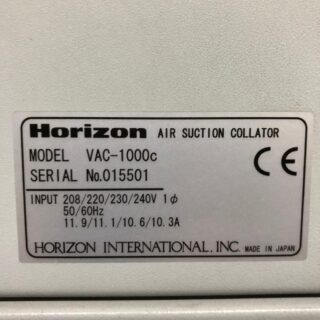 Horizon AIR SUCTION COLLATOR
MODEL VAC-1000c
SERIAL No.015501
CE
INPUT 208/220/230/240V 1φ
50/60Hz
11.9/11.1/10.6/10.3A
HORIZON INTERNATIONAL, INC. MADE IN JAPAN